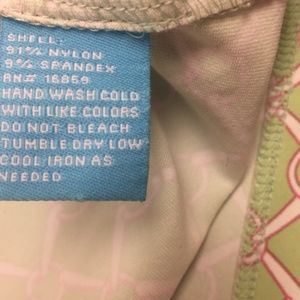 SHELL:
91% NYLON
9% SPANDEX
RN# 16859
HAND WASH COLD
WITH LIKE COLORS
DO NOT BLEACH
TUMBLE DRY LOW
COOL IRON AS
NEEDED